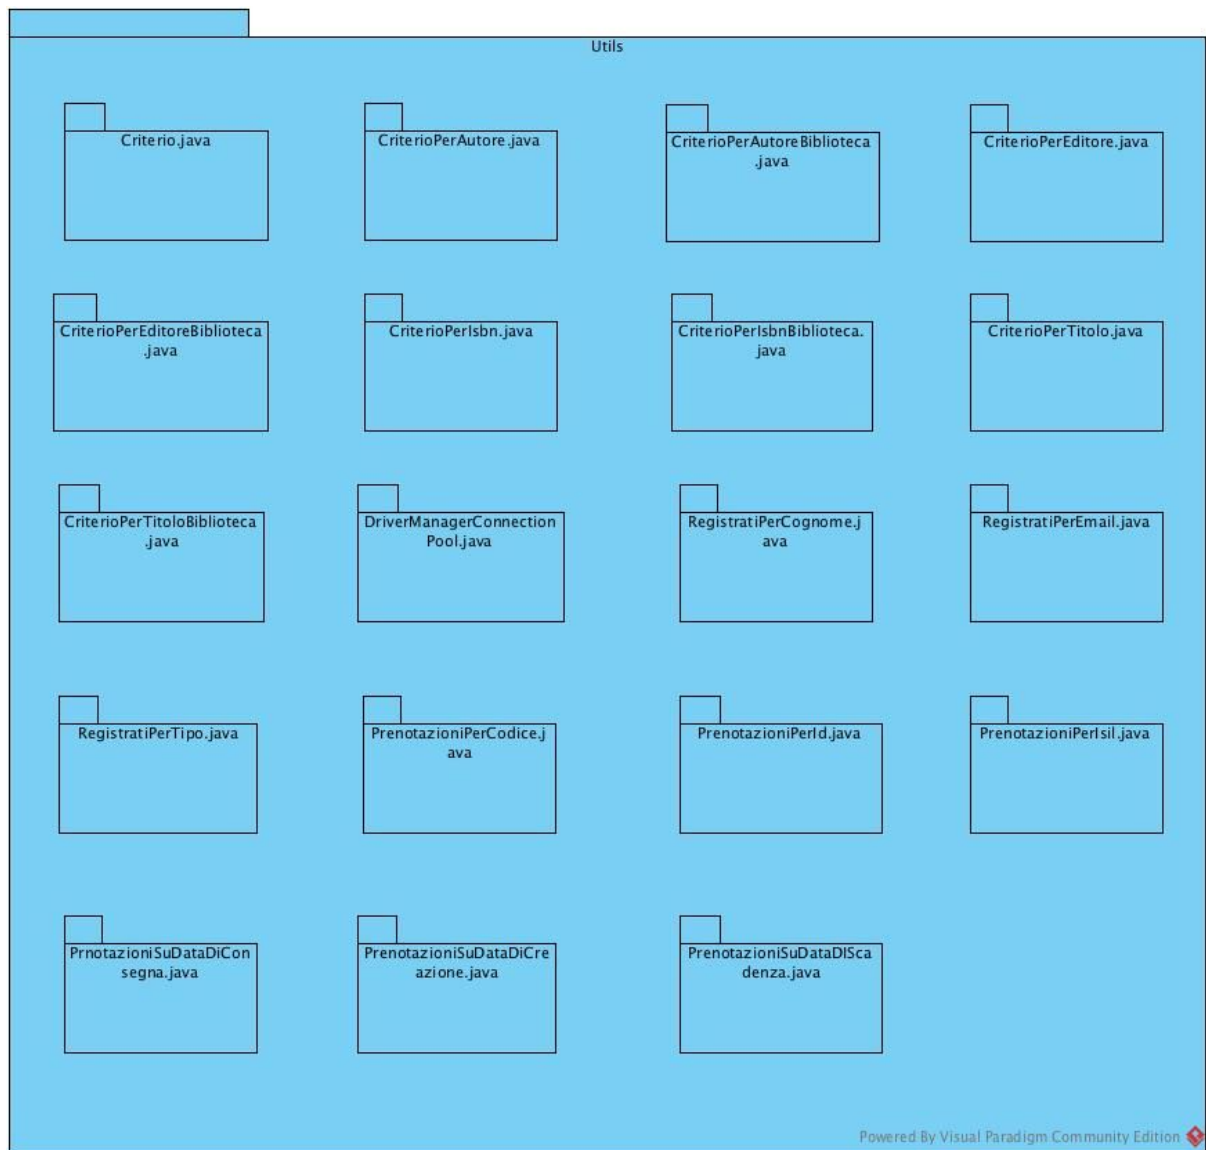 Utils
Criterio.java
CriterioPerAutore.java
CriterioPerAutoreBiblioteca
.java
CriterioPerEditore.java
CriterioPerEditoreBiblioteca
.java
CriterioPerIsbn.java
CriterioPerIsbnBiblioteca.
java
CriterioPerTitolo.java
CriterioPerTitoloBiblioteca
.java
DriverManagerConnection
Pool.java
RegistratiPerCognome.j
ava
RegistratiPerEmail.java
RegistratiPerTipo.java
PrenotazioniPerCodice.j
ava
PrenotazioniPerId.java
PrenotazioniPerIsil.java
PrnotazioniSuDataDiCon
segna.java
PrenotazioniSuDataDiCre
azione.java
PrenotazioniSuDataDISca
denza.java
Powered By Visual Paradigm Community Edition